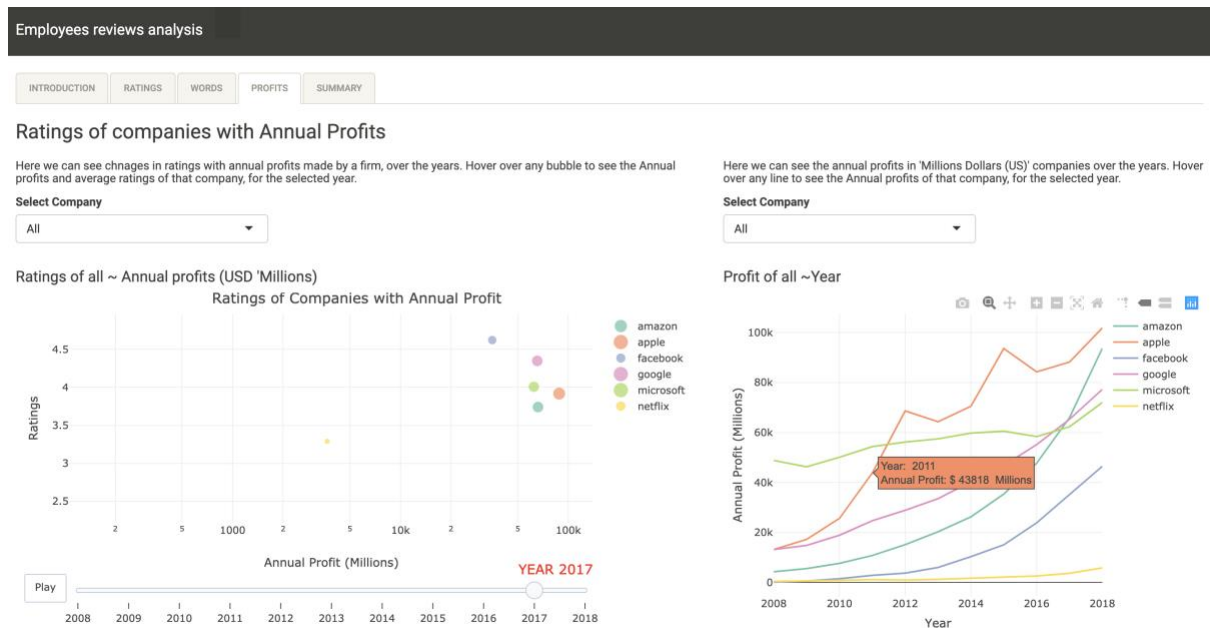 Employees reviews analysis
INTRODUCTION
RATINGS
WORDS
PROFITS
SUMMARY
Ratings of companies with Annual Profits
Here we can see chnages in ratings with annual profits made by a firm, over the years. Hover over any bubble to see the Annual
profits and average ratings of that company, for the selected year.
Select Company
All
Ratings of all ~ Annual profits (USD 'Millions)
Ratings of Companies with Annual Profit
4.5
4
3.5
3
2.5
Ratings
2 5 1000 2 5 10k 2 5 100k
Annual Profit (Millions)
amazon
apple
facebook
google
microsoft
netflix
YEAR 2017
Play
2008 2009 2010 2011 2012 2013 2014 2015 2016 2017 2018
Here we can see the annual profits in 'Millions Dollars (US)' companies over the years. Hover
over any line to see the Annual profits of that company, for the selected year.
Select Company
All
Profit of all ~Year
100k
80k
60k
40k
20k
0
Annual Profit (Millions)
Year: 2011
Annual Profit: $ 43818 Millions
2008 2010 2012 2014 2016 2018
Year
amazon
apple
facebook
google
microsoft
netflix